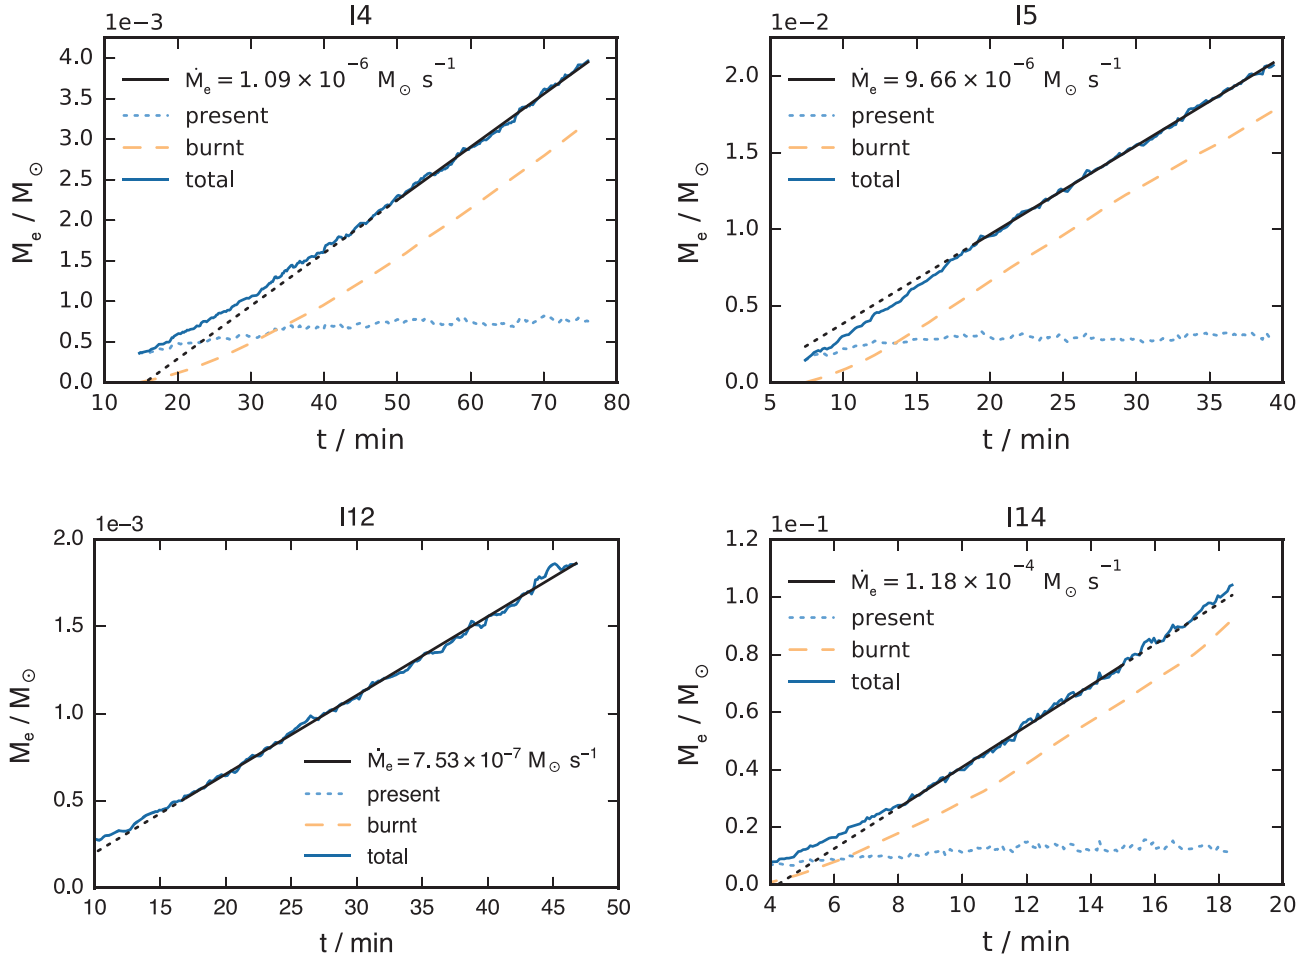 I4
1e−3
4.0
3.5
3.0
2.5
2.0
1.5
1.0
0.5
0.0
Ṁₑ = 1.09 × 10⁻⁶ M☉ s⁻¹
present
burnt
total
Mₑ / M☉
10 20 30 40 50 60 70 80
t / min
I5
1e−2
2.0
1.5
1.0
0.5
0.0
Ṁₑ = 9.66 × 10⁻⁶ M☉ s⁻¹
present
burnt
total
Mₑ / M☉
5 10 15 20 25 30 35 40
t / min
I12
1e−3
2.0
1.5
1.0
0.5
0.0
Ṁₑ = 7.53 × 10⁻⁷ M☉ s⁻¹
present
burnt
total
Mₑ / M☉
10 15 20 25 30 35 40 45 50
t / min
I14
1e−1
1.2
1.0
0.8
0.6
0.4
0.2
0.0
Ṁₑ = 1.18 × 10⁻⁴ M☉ s⁻¹
present
burnt
total
Mₑ / M☉
4 6 8 10 12 14 16 18 20
t / min